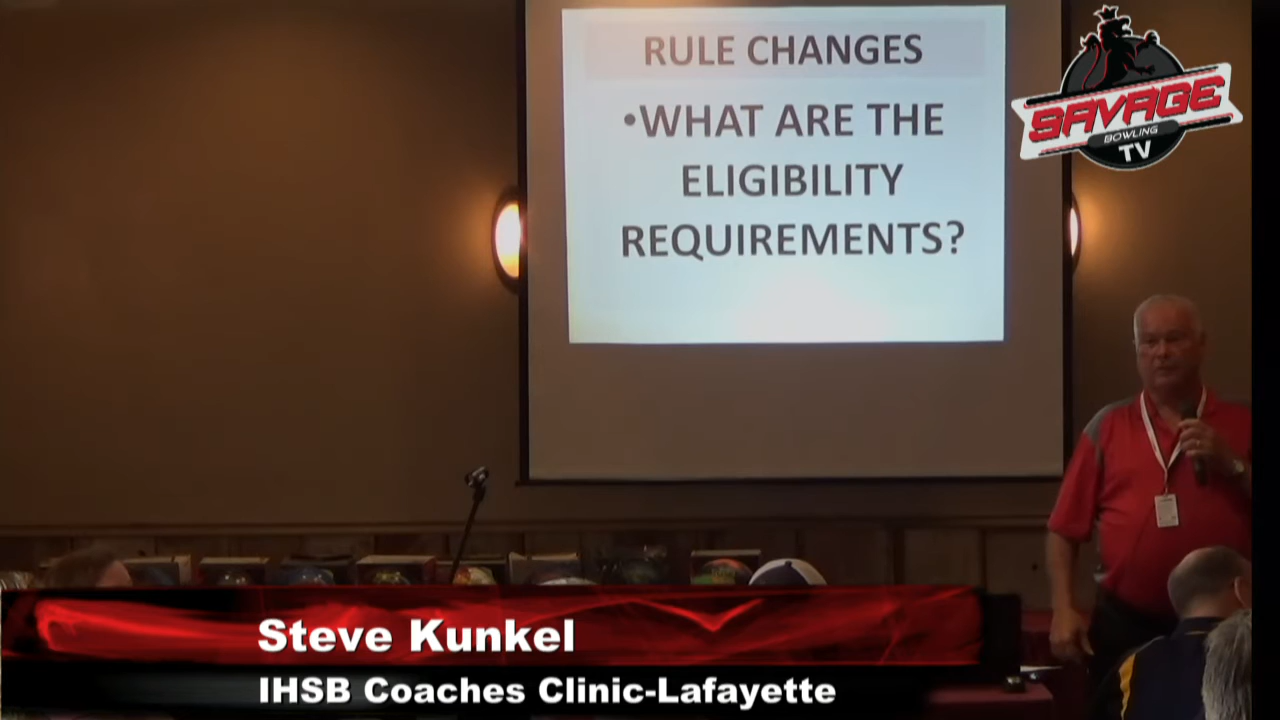 RULE CHANGES
•WHAT ARE THE
ELIGIBILITY
REQUIREMENTS?
SAVAGE
BOWLING
TV
Steve Kunkel
IHSB Coaches Clinic-Lafayette